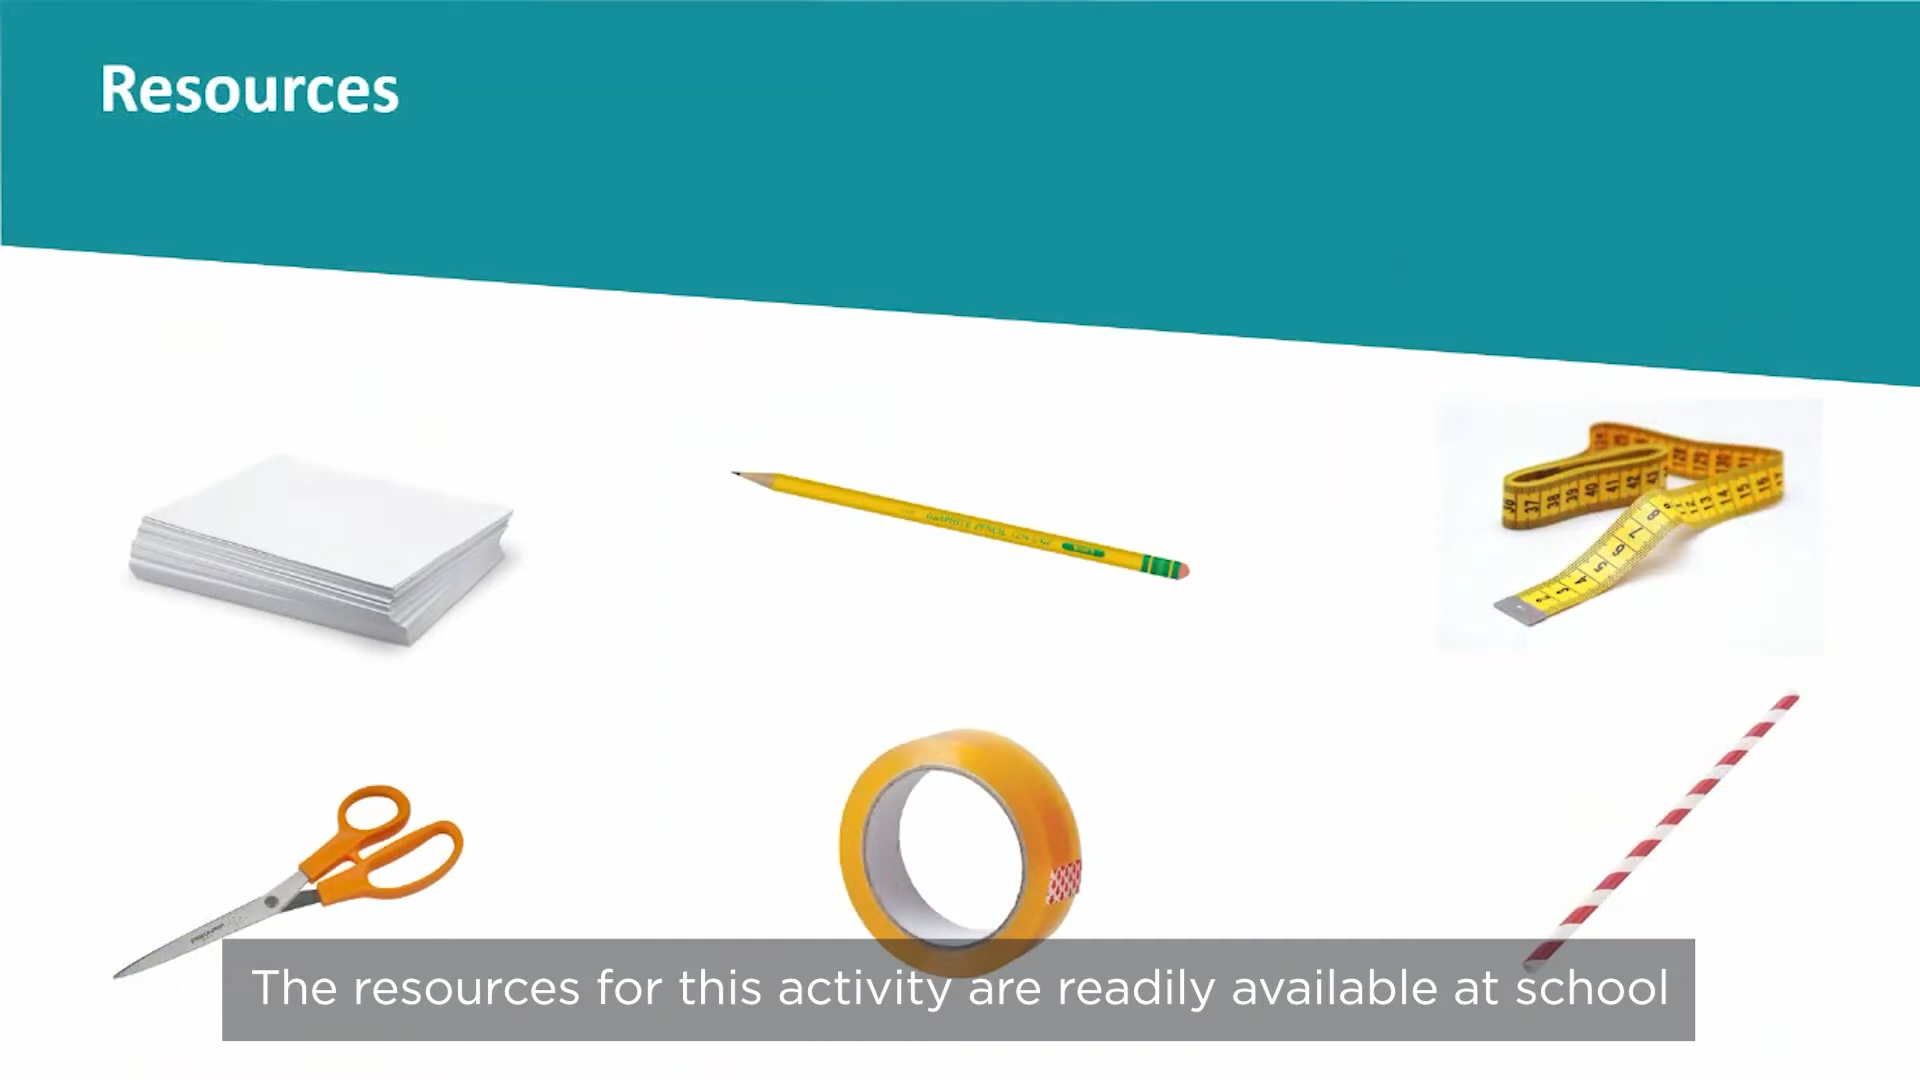 Resources
The resources for this activity are readily available at school